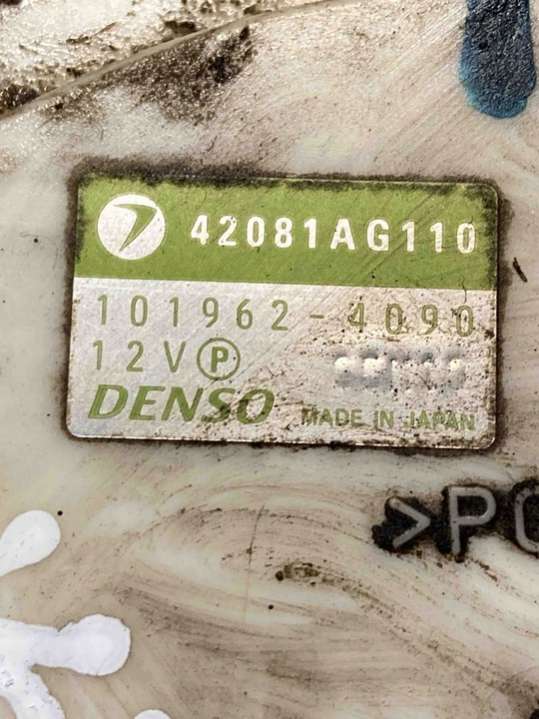 42081AG110
101962-4090
12V P
DENSO MADE IN JAPAN